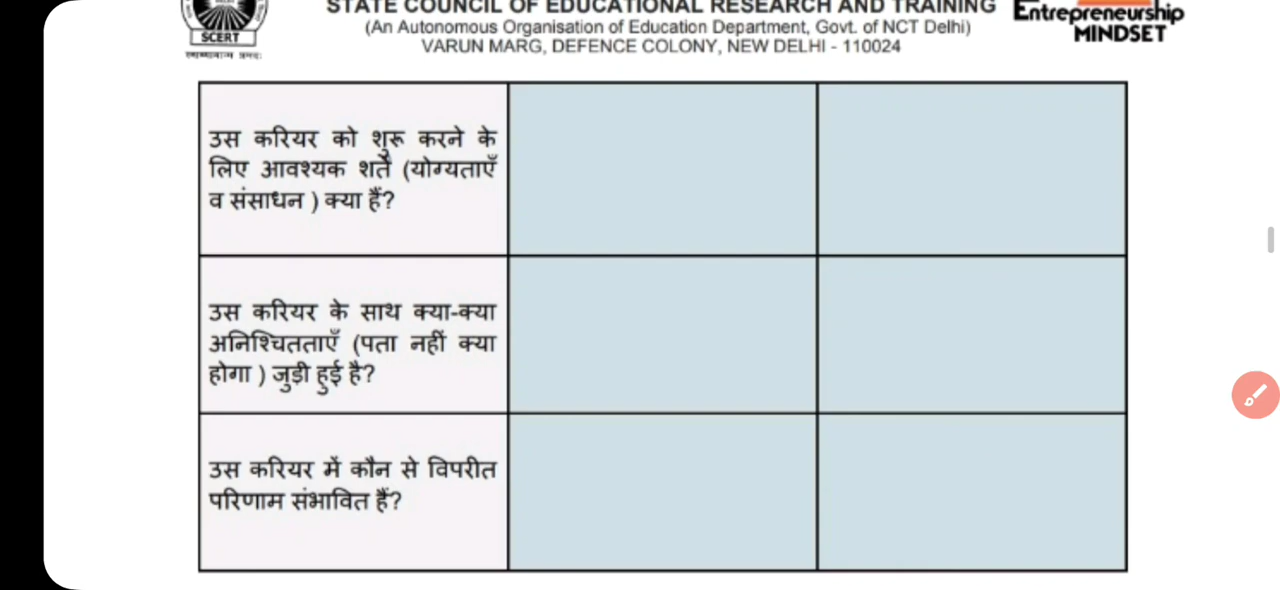 STATE COUNCIL OF EDUCATIONAL RESEARCH AND TRAINING
(An Autonomous Organisation of Education Department, Govt. of NCT Delhi)
VARUN MARG, DEFENCE COLONY, NEW DELHI - 110024
SCERT
Entrepreneurship
MINDSET
उस करियर को शुरू करने के
लिए आवश्यक शर्तें (योग्यताएँ
व संसाधन ) क्या हैं?
उस करियर के साथ क्या-क्या
अनिश्चितताएँ (पता नहीं क्या
होगा ) जुड़ी हुई है?
उस करियर में कौन से विपरीत
परिणाम संभावित हैं?